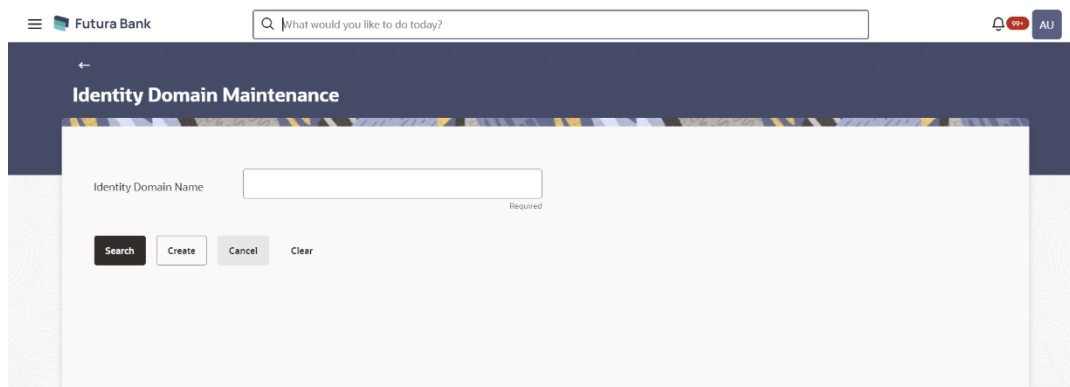 Futura Bank
What would you like to do today?
99+
AU
Identity Domain Maintenance
Identity Domain Name
Required
Search Create Cancel Clear